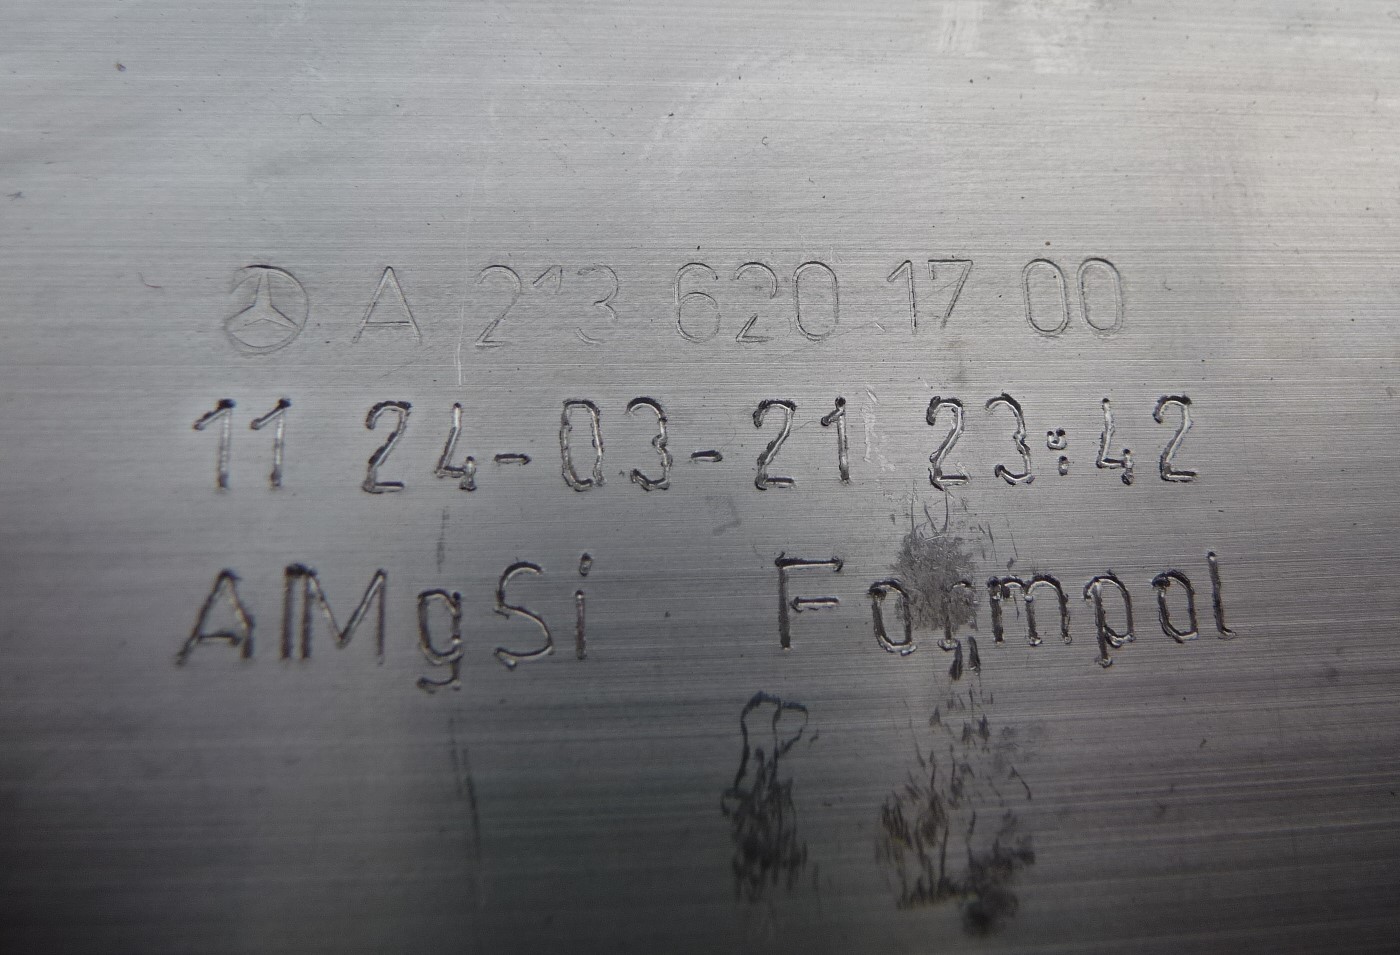 A 213 620 17 00
11 24-03-21 23:42
AlMgSi Formpol